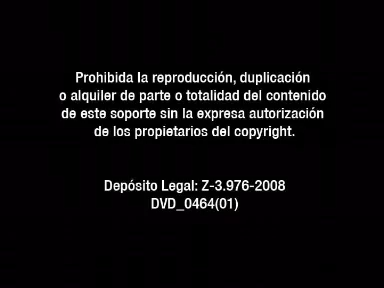 Prohibida la reproducción, duplicación
o alquiler de parte o totalidad del contenido
de este soporte sin la expresa autorización
de los propietarios del copyright.
Depósito Legal: Z-3.976-2008
DVD_0464(01)